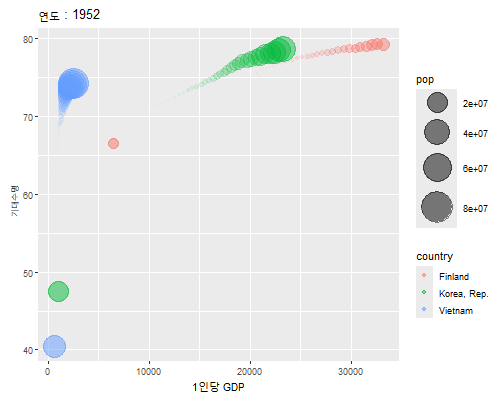 연도 : 1952
80
70
60
50
40
기대수명
0
10000
20000
30000
1인당 GDP
pop
2e+07
4e+07
6e+07
8e+07
country
Finland
Korea, Rep.
Vietnam